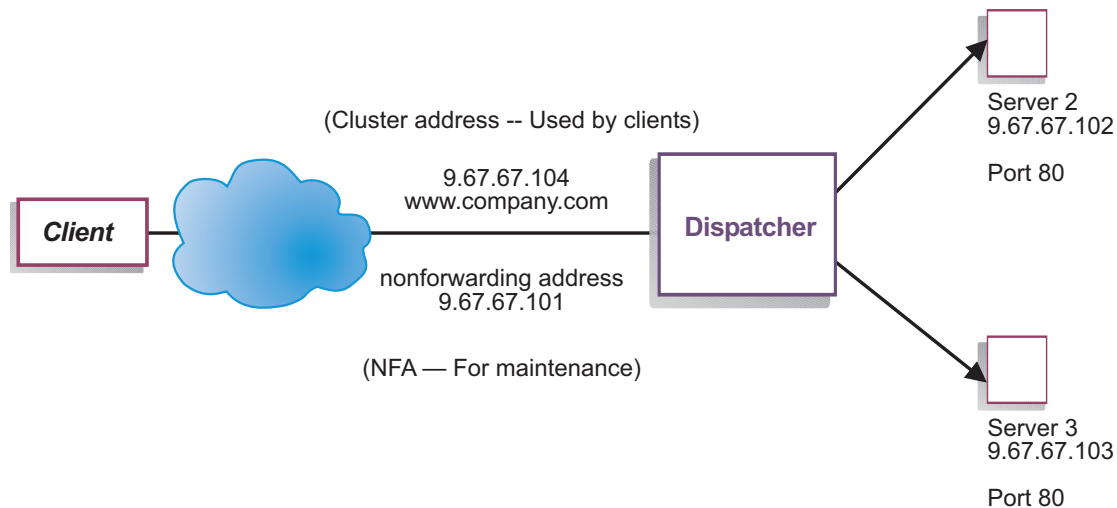 (Cluster address -- Used by clients)
9.67.67.104
www.company.com
Client
Dispatcher
nonforwarding address
9.67.67.101
(NFA — For maintenance)
Server 2
9.67.67.102
Port 80
Server 3
9.67.67.103
Port 80